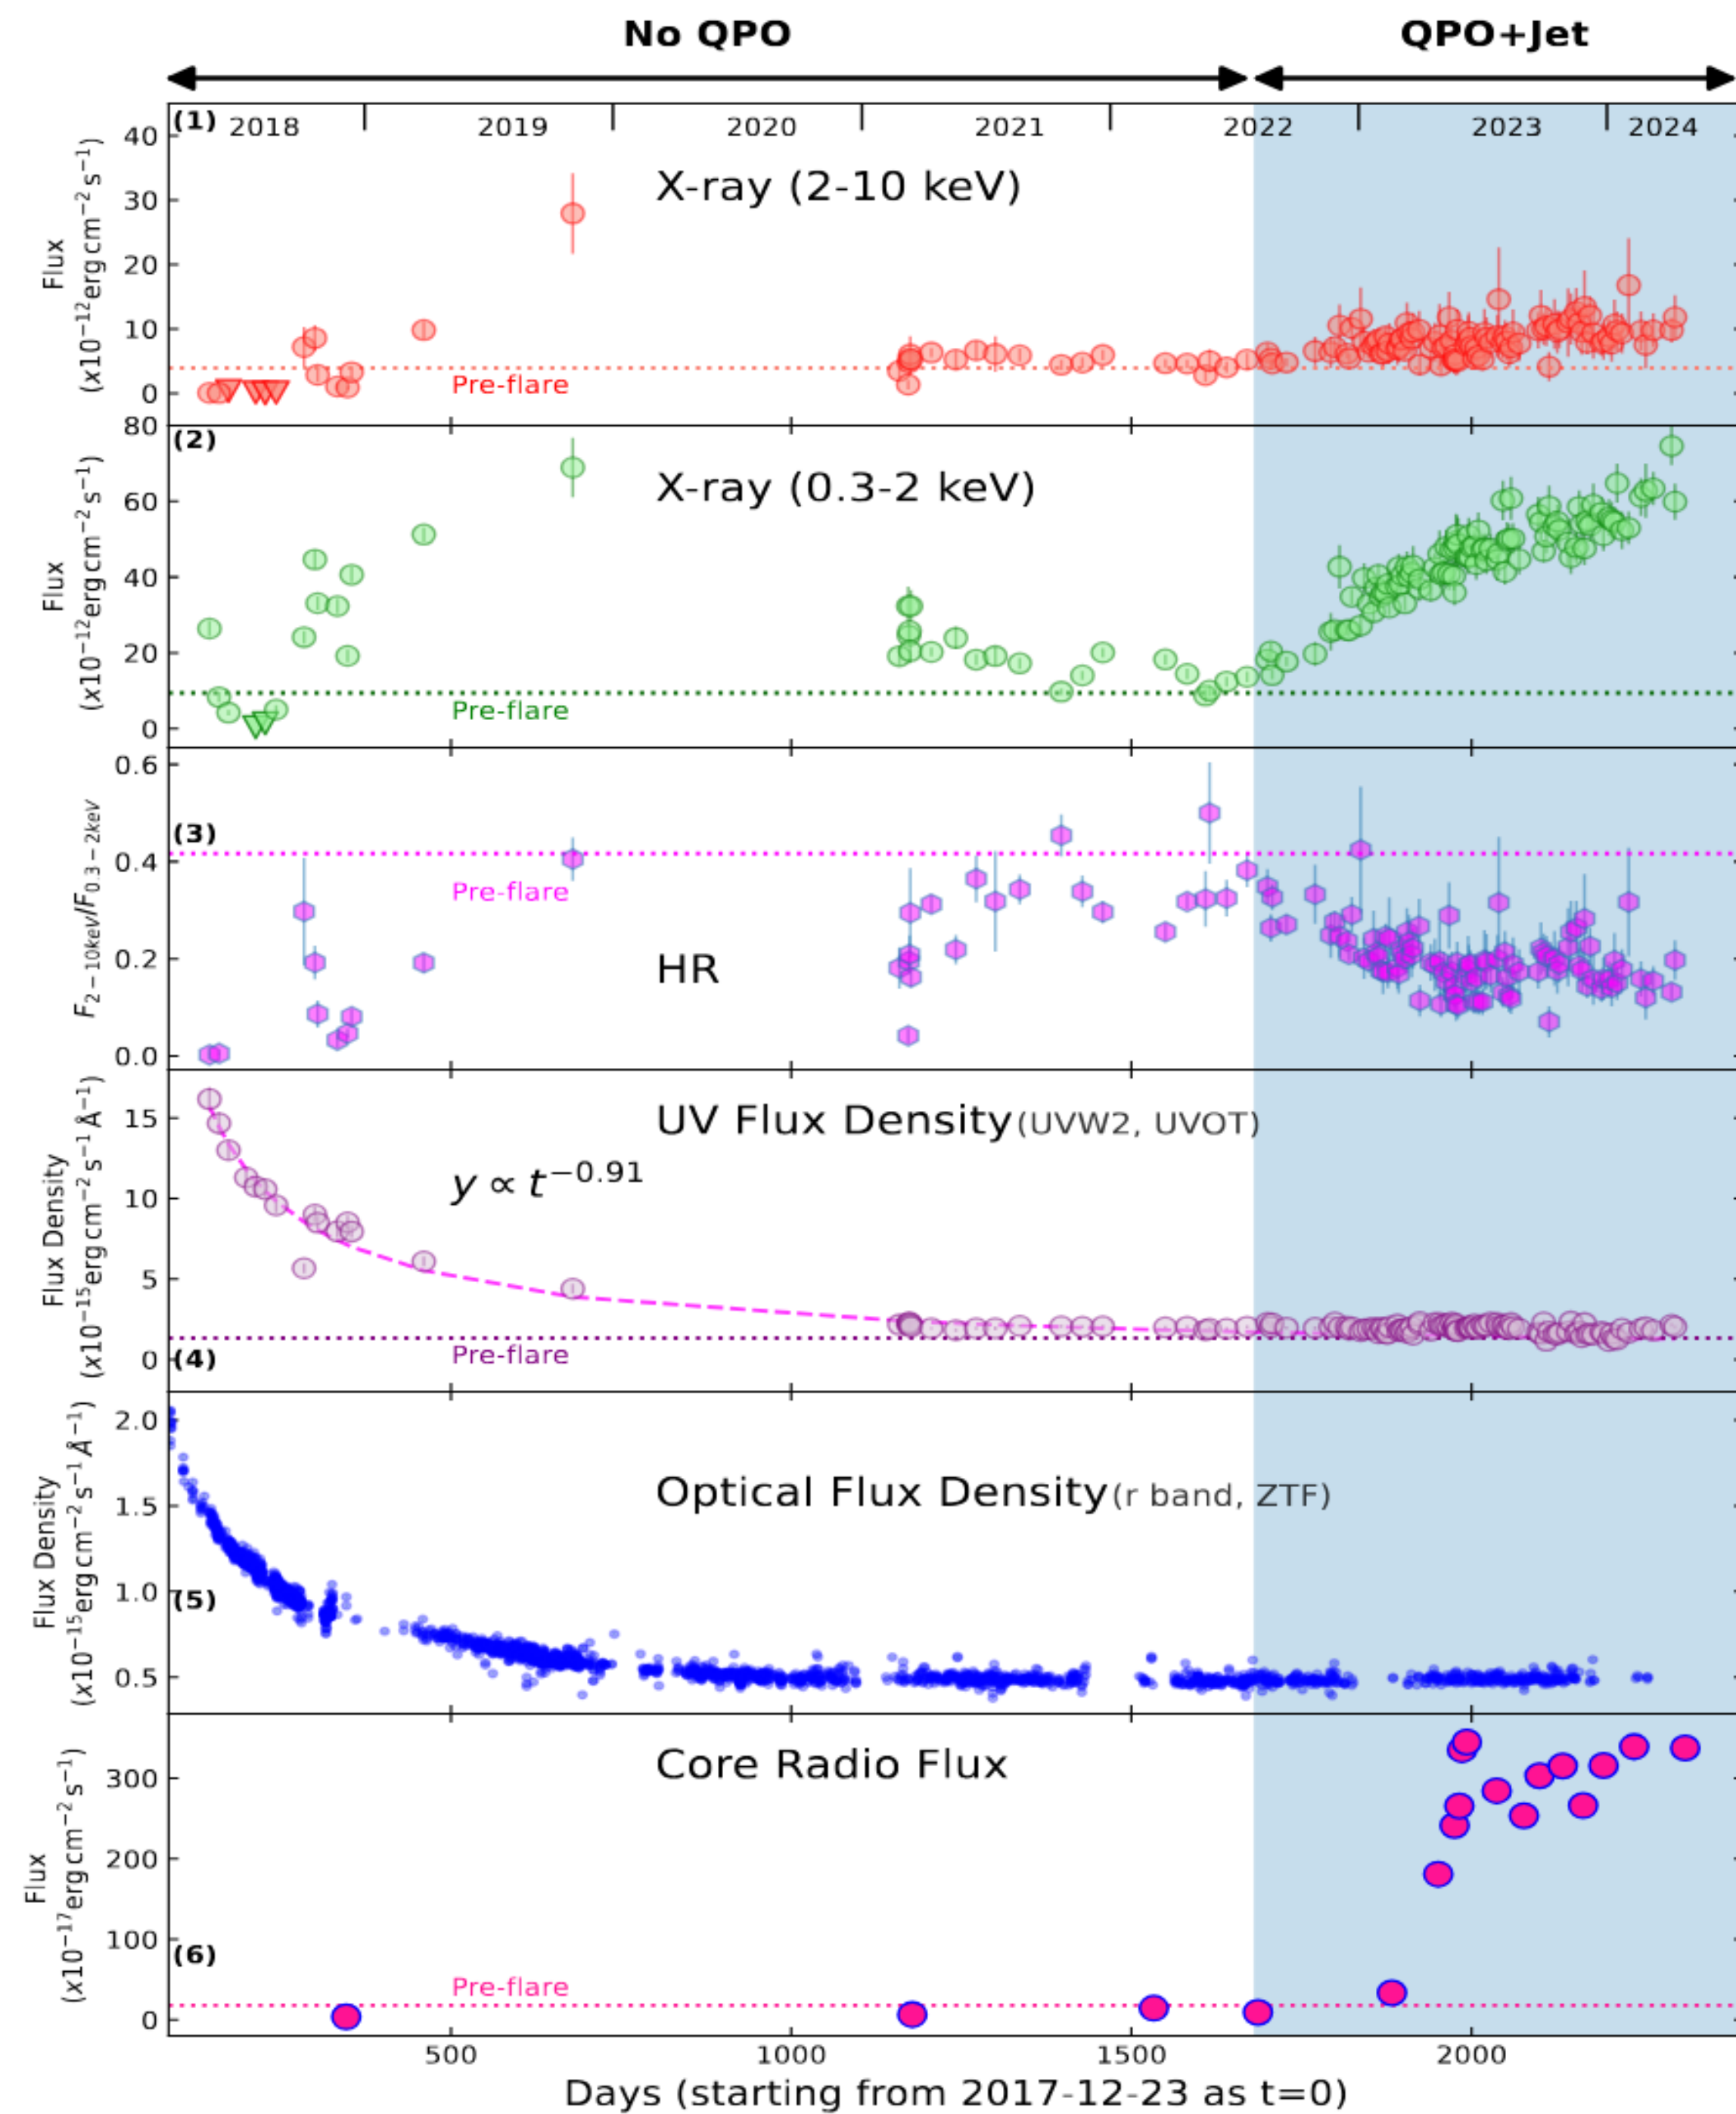 No QPO QPO+Jet
(1) 2018 2019 2020 2021 2022 2023 2024
40
30
20
10
0
Flux
(x10⁻¹²erg cm⁻² s⁻¹)
X-ray (2-10 keV)
Pre-flare
(2)
80
60
40
20
0
Flux
(x10⁻¹²erg cm⁻² s⁻¹)
X-ray (0.3-2 keV)
Pre-flare
(3)
0.6
0.4
0.2
0.0
F₂₋₁₀keV/F₀.₃₋₂keV
Pre-flare
HR
15
10
5
0
Flux Density
(x10⁻¹⁵erg cm⁻² s⁻¹ Å⁻¹)
UV Flux Density(UVW2, UVOT)
y ∝ t⁻⁰·⁹¹
Pre-flare
(4)
2.0
1.5
1.0
0.5
Flux Density
(x10⁻¹⁵erg cm⁻² s⁻¹ Å⁻¹)
Optical Flux Density(r band, ZTF)
(5)
300
200
100
0
Flux
(x10⁻¹⁷erg cm⁻² s⁻¹)
Core Radio Flux
(6)
Pre-flare
500 1000 1500 2000
Days (starting from 2017-12-23 as t=0)